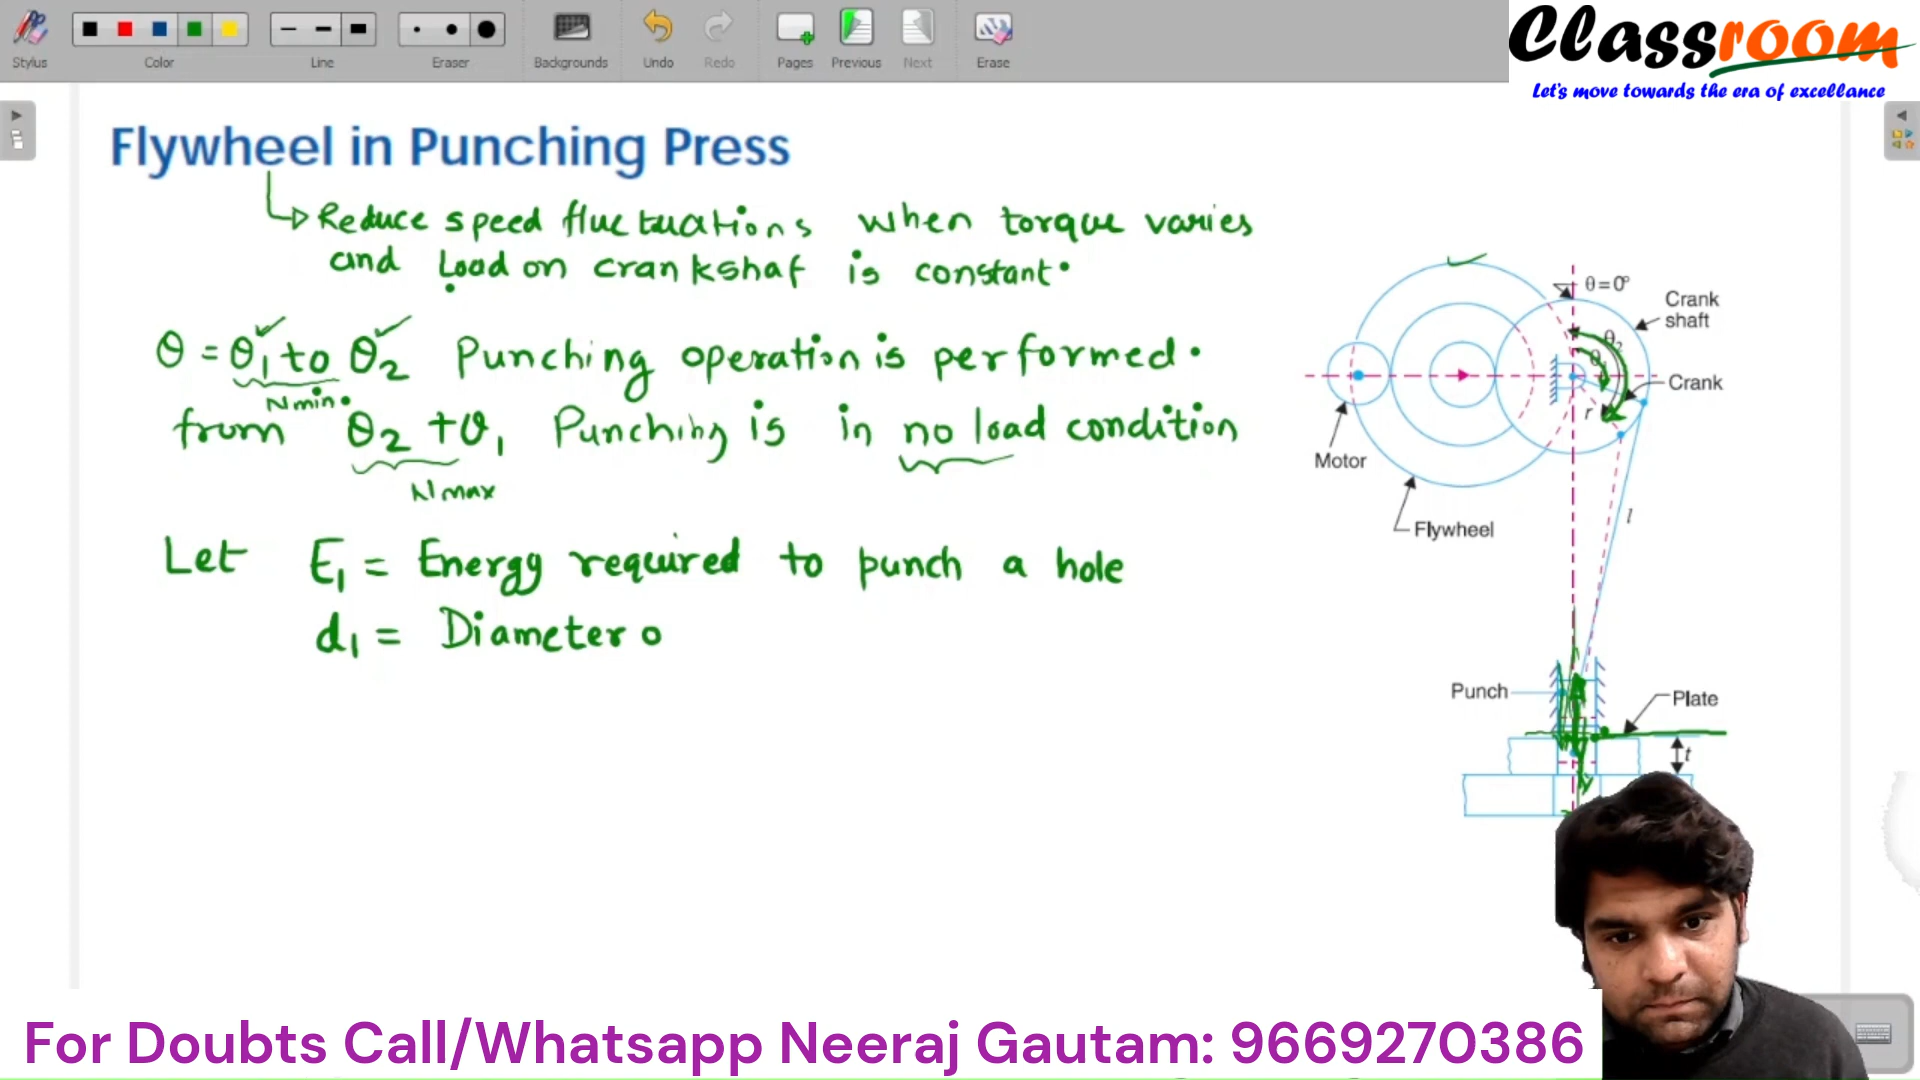 Stylus
Color
Line
Eraser
Backgrounds
Undo
Redo
Pages
Previous
Next
Erase
Classroom
Let's move towards the era of excellance
Flywheel in Punching Press
Reduce speed fluctuations when torque varies
and Load on crankshaf is constant.
θ = θ1 to θ2 Punching operation is performed.
Nmin.
from θ2 to θ1 Punching is in no load condition
Nmax
Let E1 = Energy required to punch a hole
d1 = Diameter o
θ=0°
Crank
shaft
θ2
Crank
r
Motor
Flywheel
l
Punch
Plate
t
For Doubts Call/Whatsapp Neeraj Gautam: 9669270386